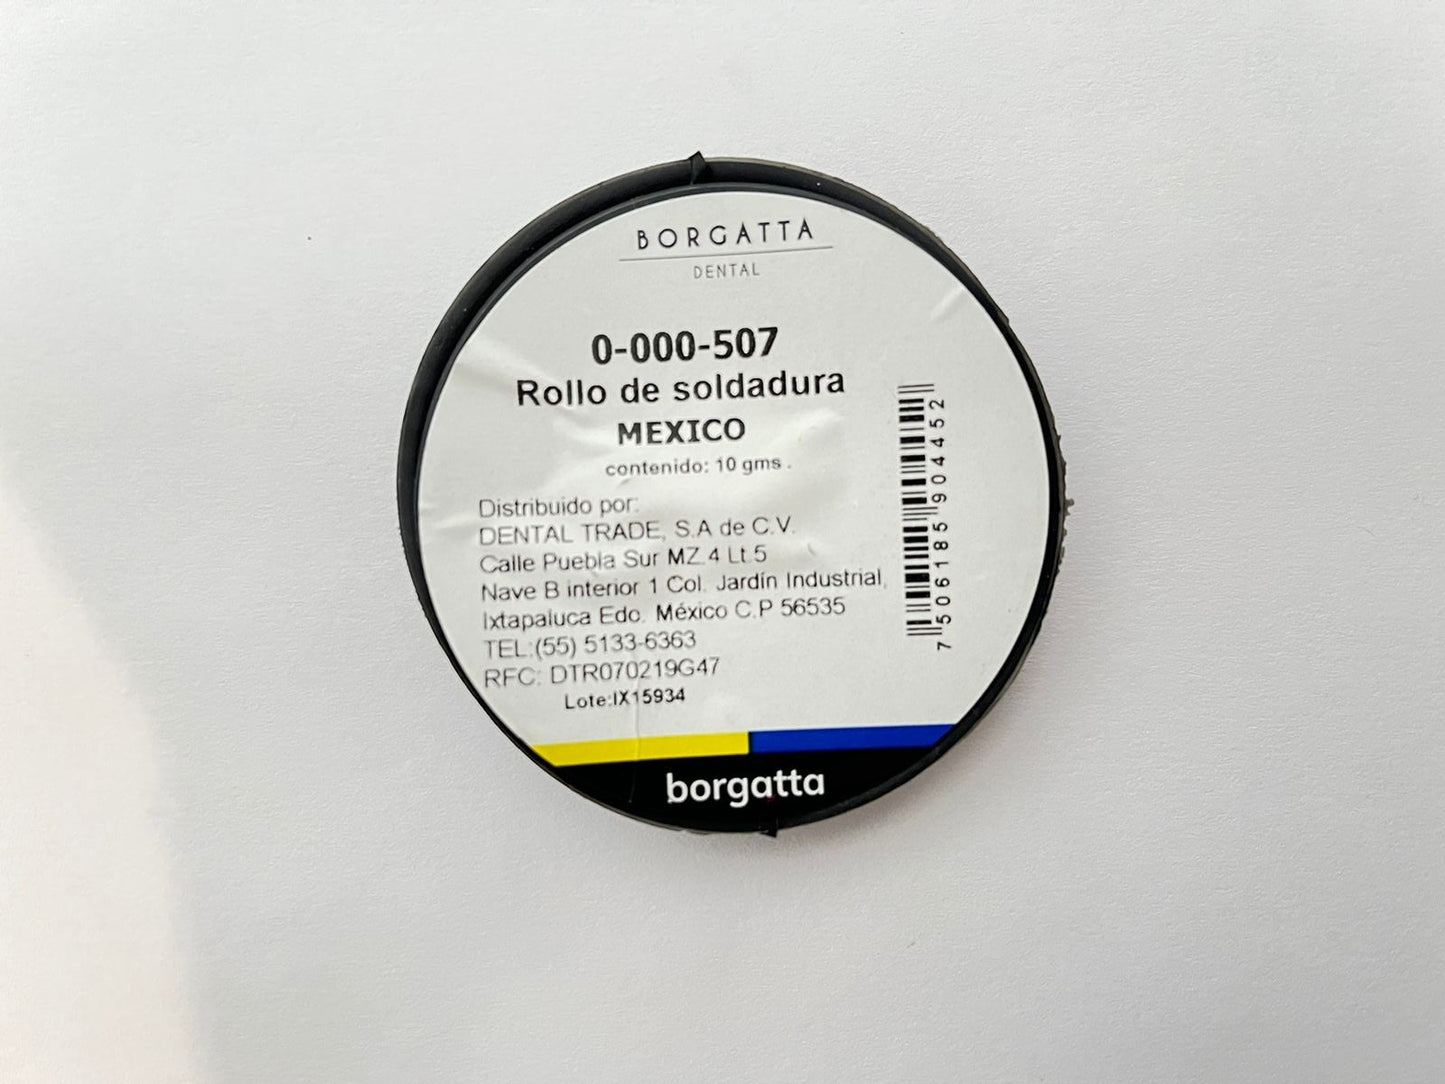 BORGATTA
DENTAL
0-000-507
Rollo de soldadura
MEXICO
contenido: 10 gms .
Distribuido por:
DENTAL TRADE, S.A de C.V.
Calle Puebla Sur MZ.4 Lt.5
Nave B interior 1 Col. Jardín Industrial,
Ixtapaluca Edo. México C.P 56535
TEL:(55) 5133-6363
RFC: DTR070219G47
Lote:IX15934
7506185904452
borgatta